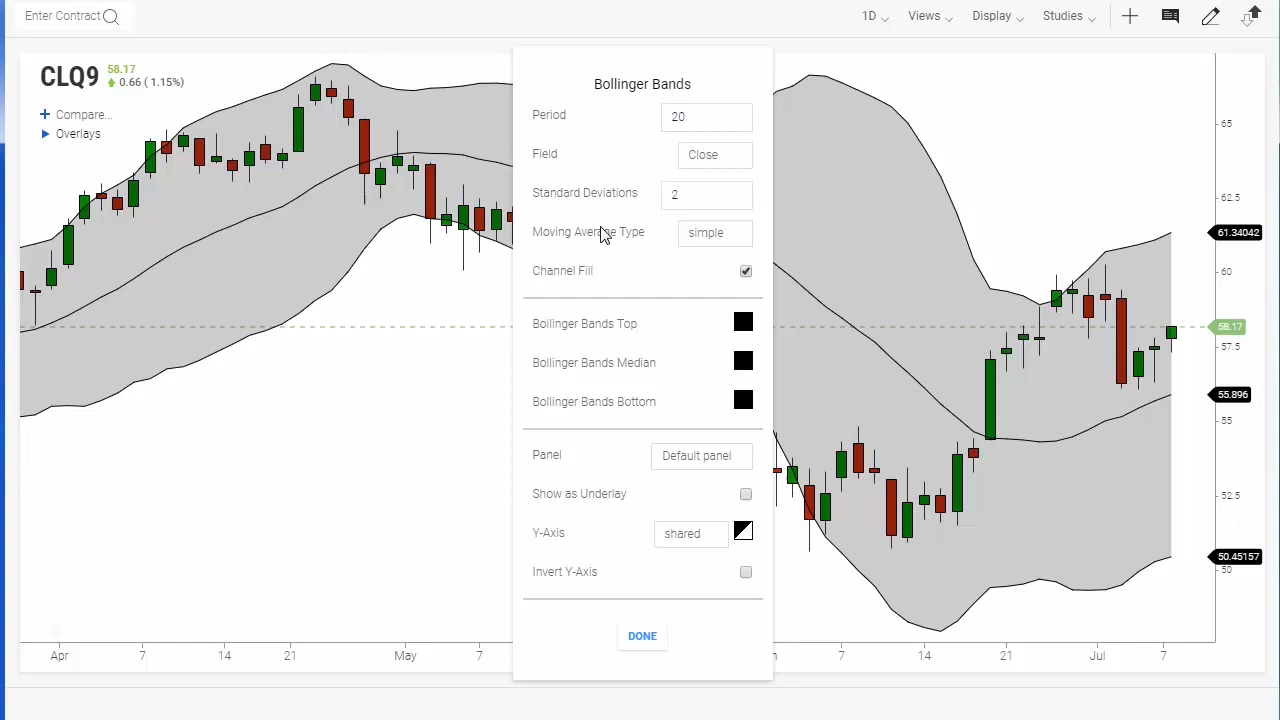 Enter Contract
1D Views Display Studies
CLQ9 58.17
0.66 ( 1.15%)
+ Compare...
Overlays
Bollinger Bands
Period 20
Field Close
Standard Deviations 2
Moving Average Type simple
Channel Fill
Bollinger Bands Top
Bollinger Bands Median
Bollinger Bands Bottom
Panel Default panel
Show as Underlay
Y-Axis shared
Invert Y-Axis
DONE
65
62.5
61.34042
60
58.17
57.5
55.896
55
52.5
50.45157
50
Apr 7 14 21 May 7 7 14 21 Jul 7